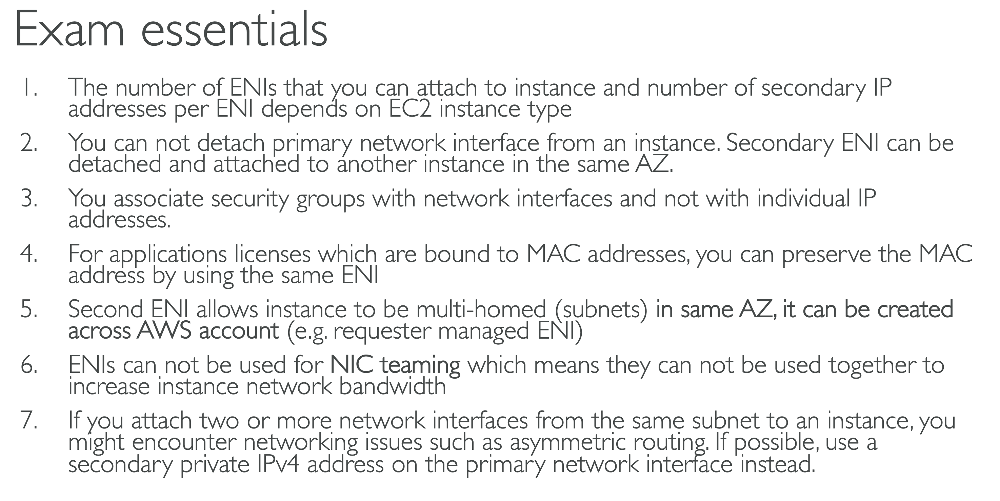 Exam essentials
1. The number of ENIs that you can attach to instance and number of secondary IP
addresses per ENI depends on EC2 instance type
2. You can not detach primary network interface from an instance. Secondary ENI can be
detached and attached to another instance in the same AZ.
3. You associate security groups with network interfaces and not with individual IP
addresses.
4. For applications licenses which are bound to MAC addresses, you can preserve the MAC
address by using the same ENI
5. Second ENI allows instance to be multi-homed (subnets) in same AZ, it can be created
across AWS account (e.g. requester managed ENI)
6. ENIs can not be used for NIC teaming which means they can not be used together to
increase instance network bandwidth
7. If you attach two or more network interfaces from the same subnet to an instance, you
might encounter networking issues such as asymmetric routing. If possible, use a
secondary private IPv4 address on the primary network interface instead.